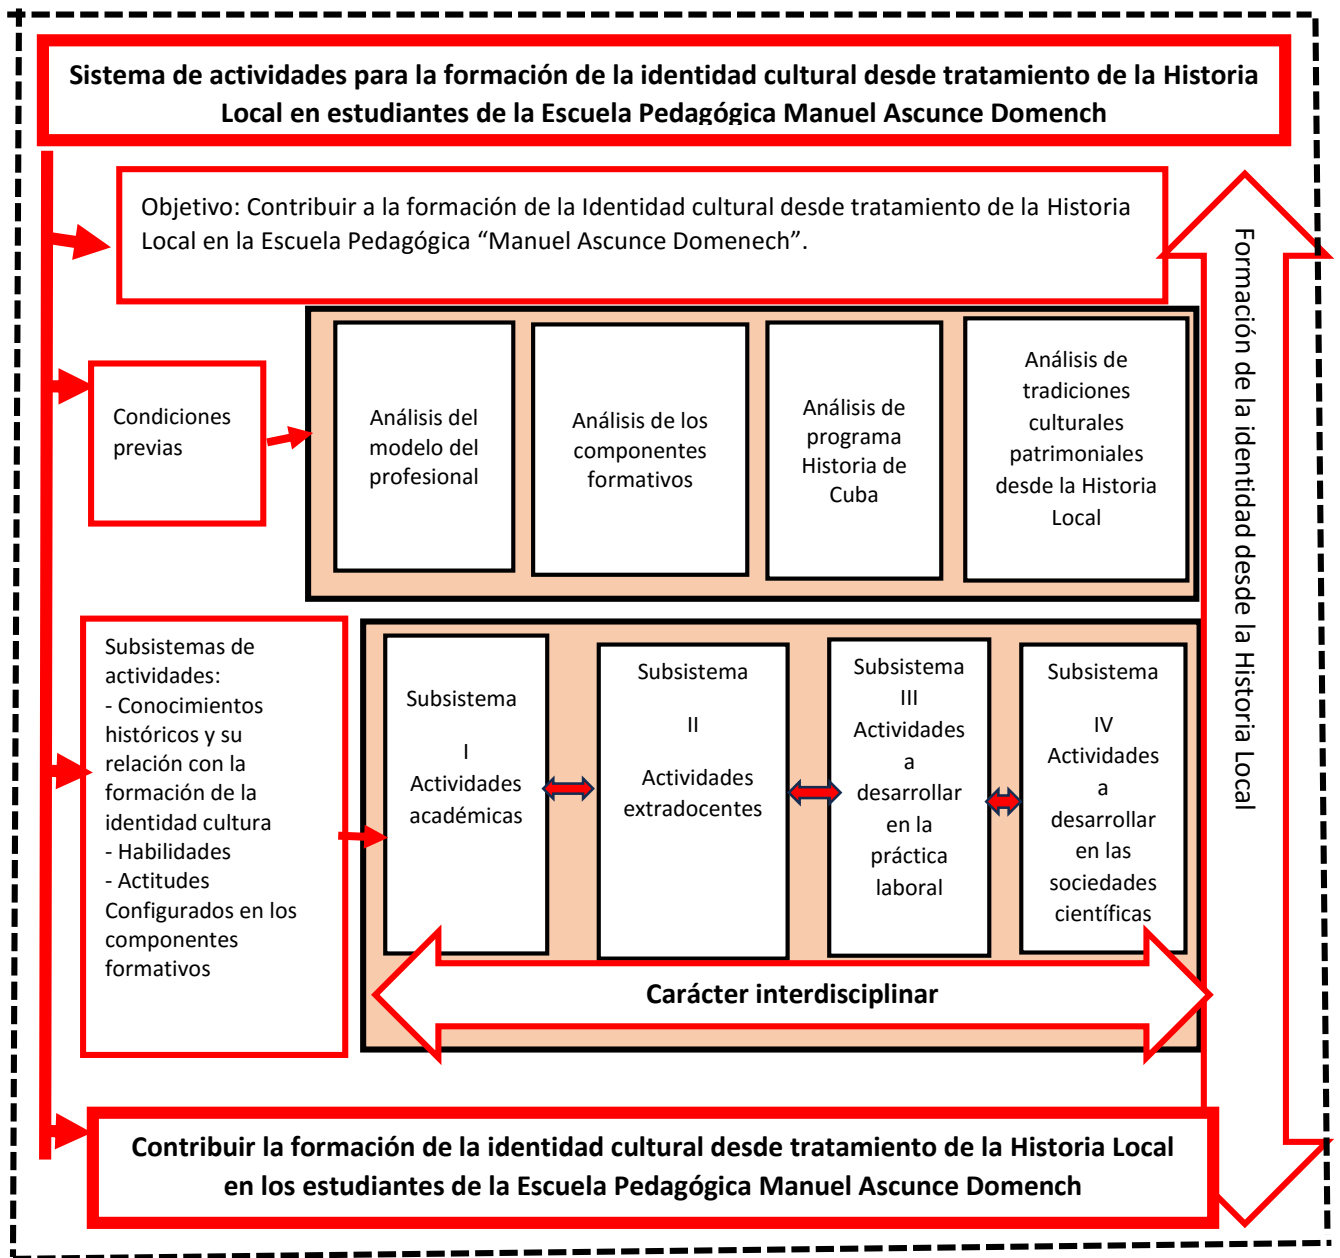 Sistema de actividades para la formación de la identidad cultural desde tratamiento de la Historia
Local en estudiantes de la Escuela Pedagógica Manuel Ascunce Domench
Objetivo: Contribuir a la formación de la Identidad cultural desde tratamiento de la Historia
Local en la Escuela Pedagógica “Manuel Ascunce Domenech”.
Condiciones
previas
Análisis del
modelo del
profesional
Análisis de los
componentes
formativos
Análisis de
programa
Historia de
Cuba
Análisis de
tradiciones
culturales
patrimoniales
desde la Historia
Local
Formación de la identidad desde la Historia Local
Subsistemas de
actividades:
- Conocimientos
históricos y su
relación con la
formación de la
identidad cultura
- Habilidades
- Actitudes
Configurados en los
componentes
formativos
Subsistema
I
Actividades
académicas
Subsistema
II
Actividades
extradocentes
Subsistema
III
Actividades
a
desarrollar
en la
práctica
laboral
Subsistema
IV
Actividades
a
desarrollar
en las
sociedades
científicas
Carácter interdisciplinar
Contribuir la formación de la identidad cultural desde tratamiento de la Historia Local
en los estudiantes de la Escuela Pedagógica Manuel Ascunce Domench